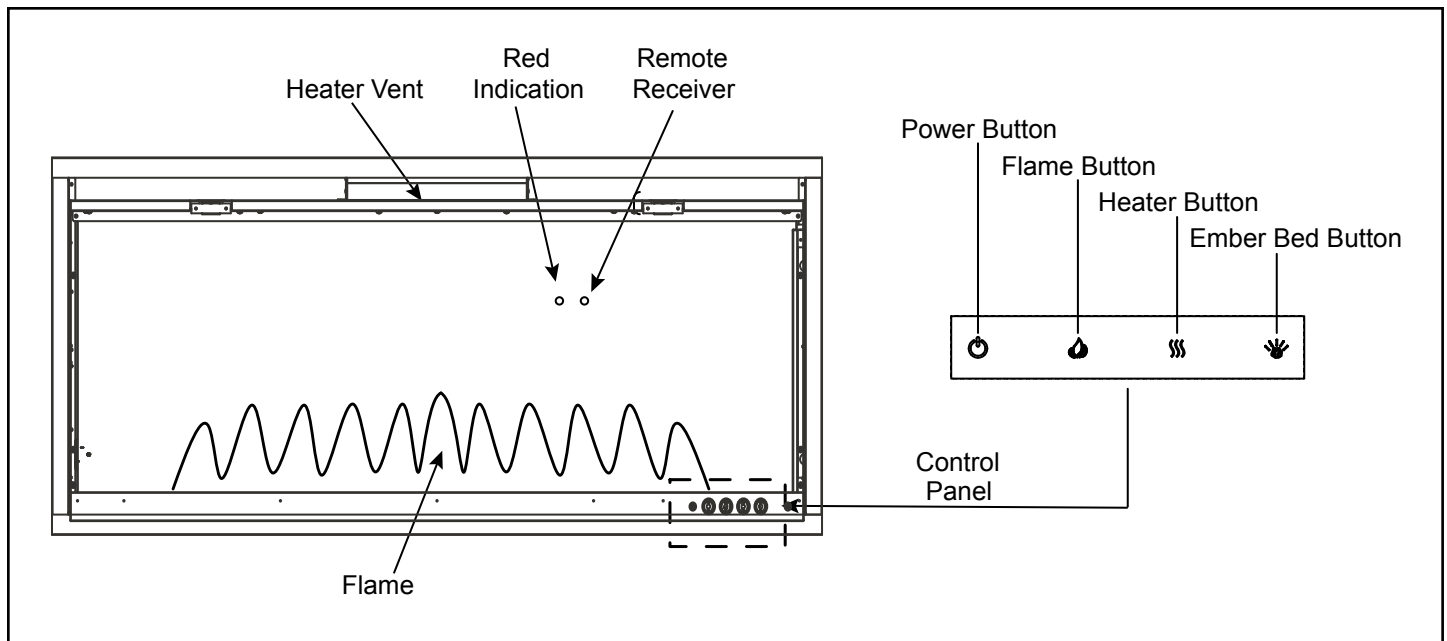 Red
Indication
Remote
Receiver
Heater Vent
Power Button
Flame Button
Heater Button
Ember Bed Button
Control
Panel
Flame